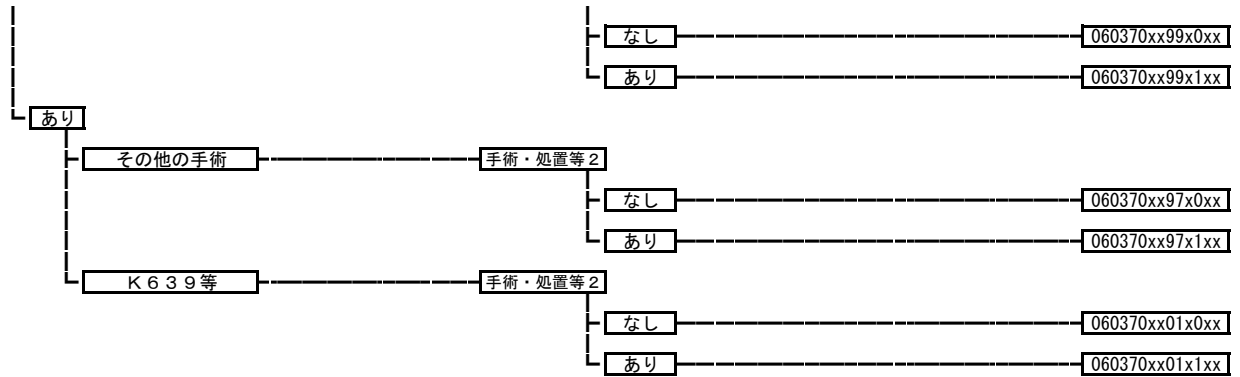 なし 060370xx99x0xx
あり 060370xx99x1xx
あり
その他の手術 手術・処置等２
なし 060370xx97x0xx
あり 060370xx97x1xx
Ｋ６３９等 手術・処置等２
なし 060370xx01x0xx
あり 060370xx01x1xx